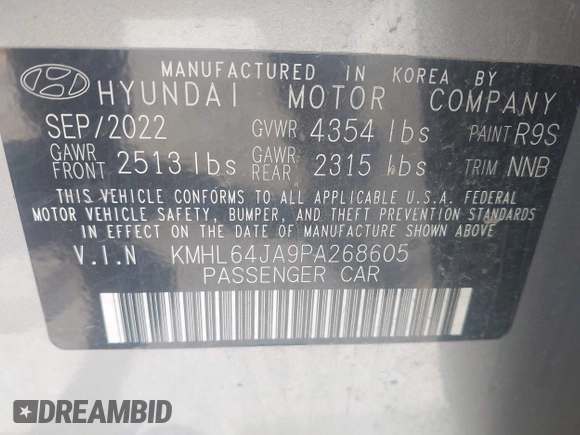 MANUFACTURED IN KOREA BY
HYUNDAI MOTOR COMPANY
SEP/2022 GVWR 4354 lbs PAINT R9S
GAWR FRONT 2513 lbs GAWR REAR 2315 lbs TRIM NNB
THIS VEHICLE CONFORMS TO ALL APPLICABLE U.S.A. FEDERAL
MOTOR VEHICLE SAFETY, BUMPER, AND THEFT PREVENTION STANDARDS
IN EFFECT ON THE DATE OF MANUFACTURE SHOWN ABOVE.
V.I.N KMHL64JA9PA268605
PASSENGER CAR
DREAMBID